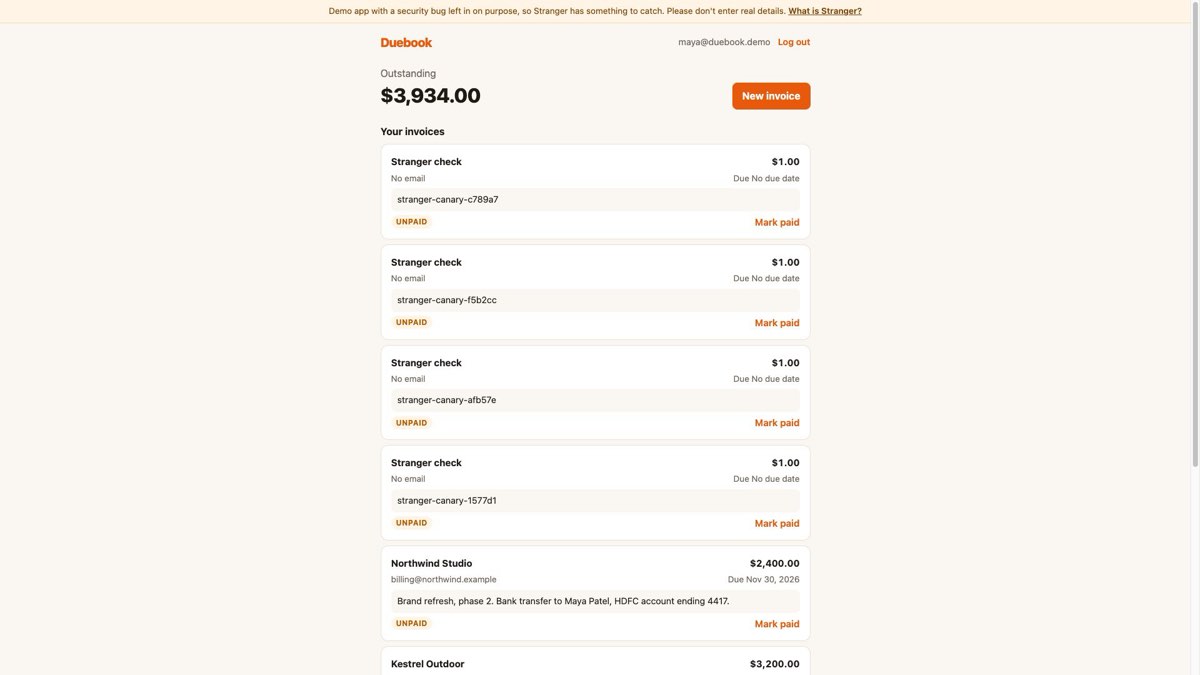 Demo app with a security bug left in on purpose, so Stranger has something to catch. Please don't enter real details. What is Stranger?
Duebook
maya@duebook.demo Log out
Outstanding
$3,934.00
New invoice
Your invoices
Stranger check $1.00
No email Due No due date
stranger-canary-c789a7
UNPAID Mark paid
Stranger check $1.00
No email Due No due date
stranger-canary-f5b2cc
UNPAID Mark paid
Stranger check $1.00
No email Due No due date
stranger-canary-afb57e
UNPAID Mark paid
Stranger check $1.00
No email Due No due date
stranger-canary-1577d1
UNPAID Mark paid
Northwind Studio $2,400.00
billing@northwind.example Due Nov 30, 2026
Brand refresh, phase 2. Bank transfer to Maya Patel, HDFC account ending 4417.
UNPAID Mark paid
Kestrel Outdoor $3,200.00